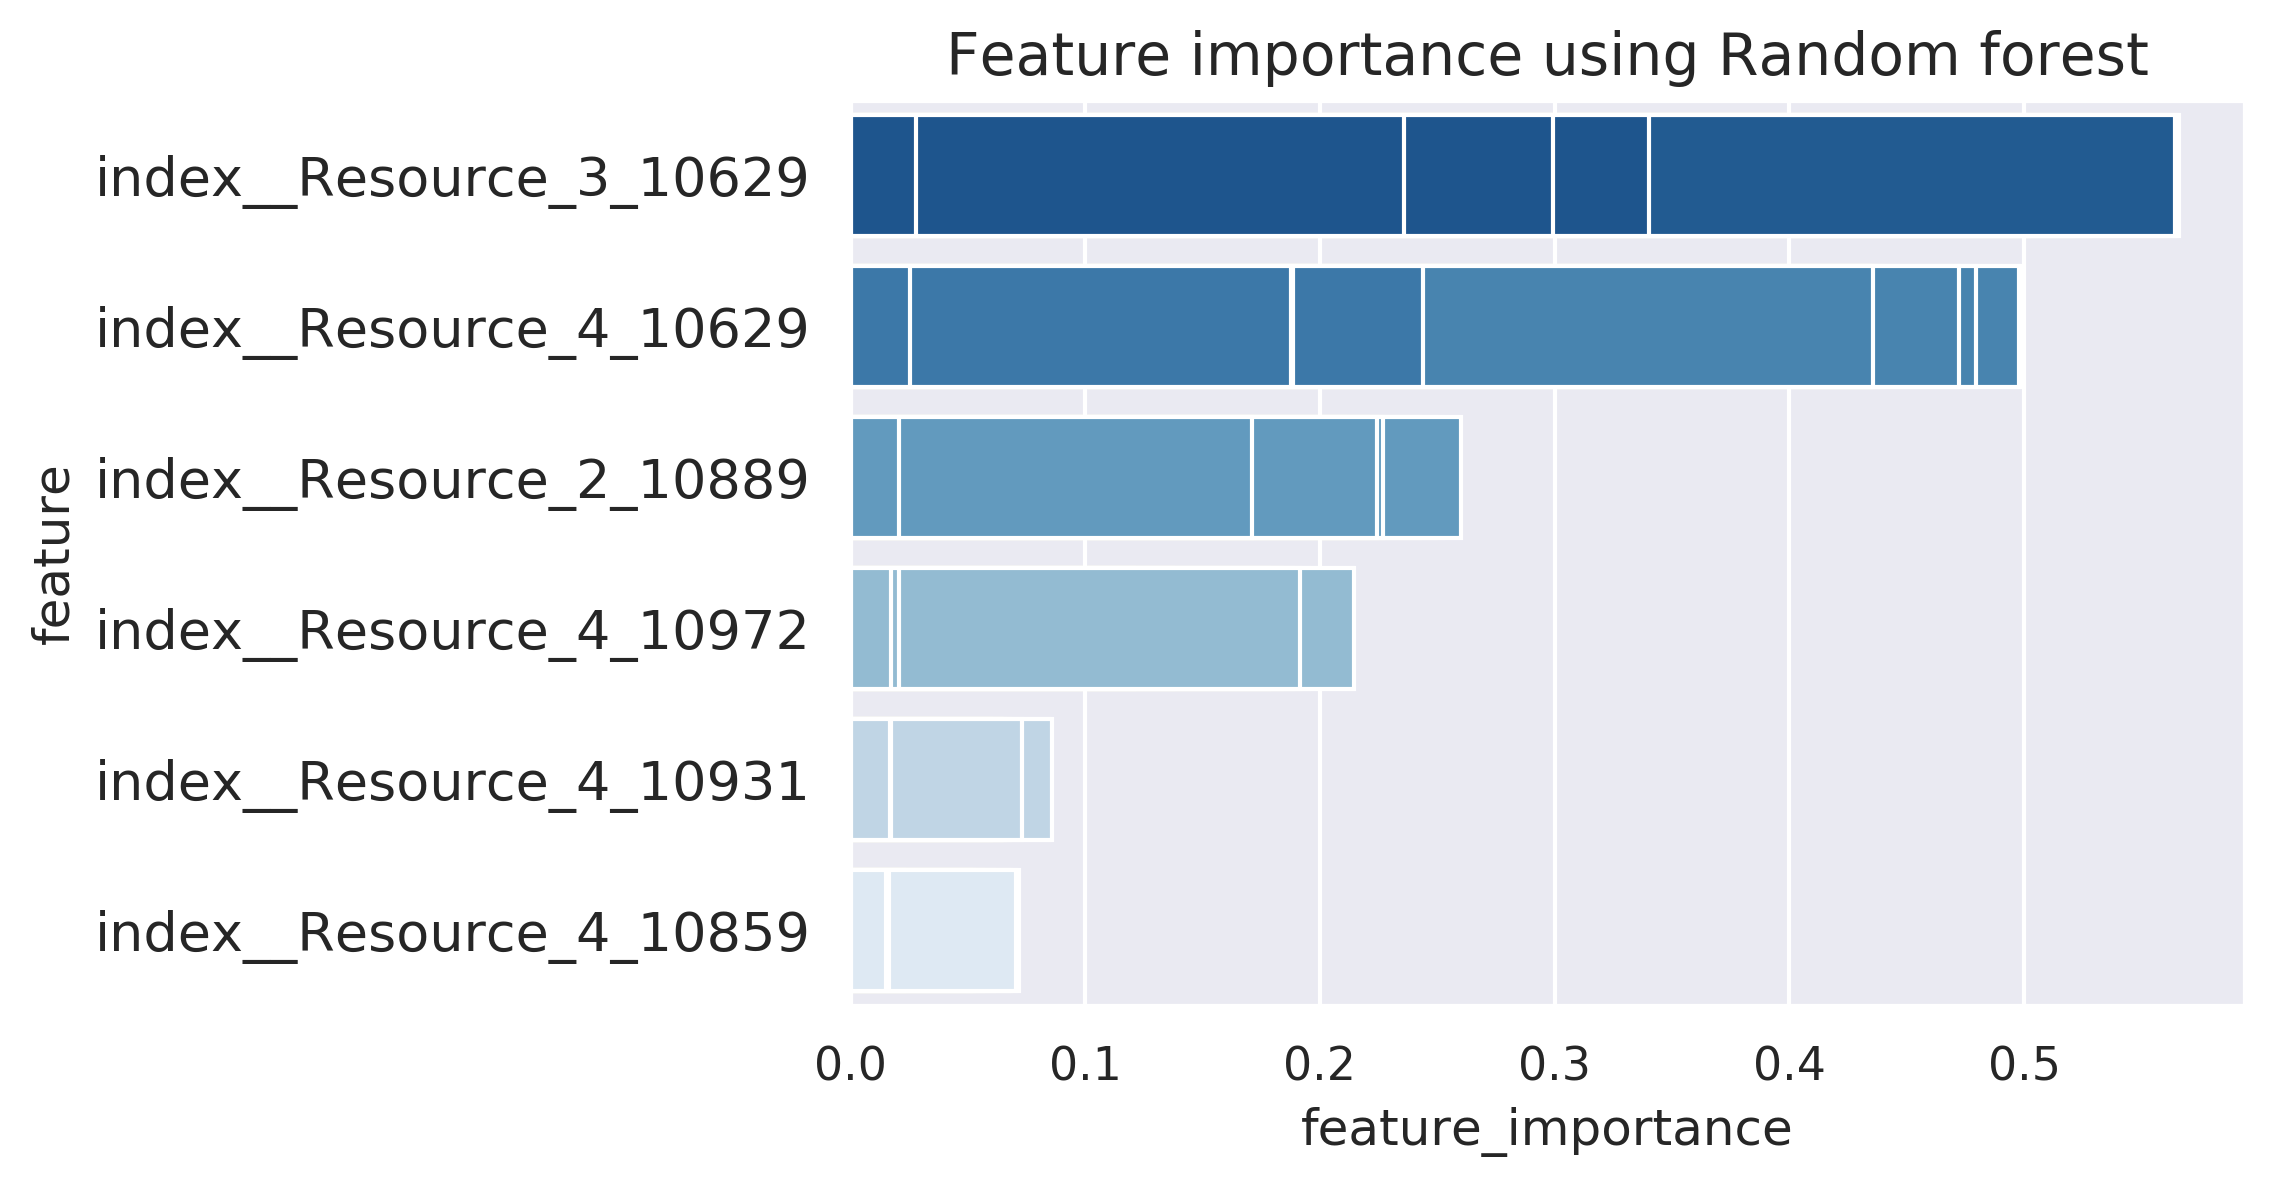 Feature importance using Random forest
index__Resource_3_10629
index__Resource_4_10629
index__Resource_2_10889
index__Resource_4_10972
index__Resource_4_10931
index__Resource_4_10859
feature
0.0 0.1 0.2 0.3 0.4 0.5
feature_importance